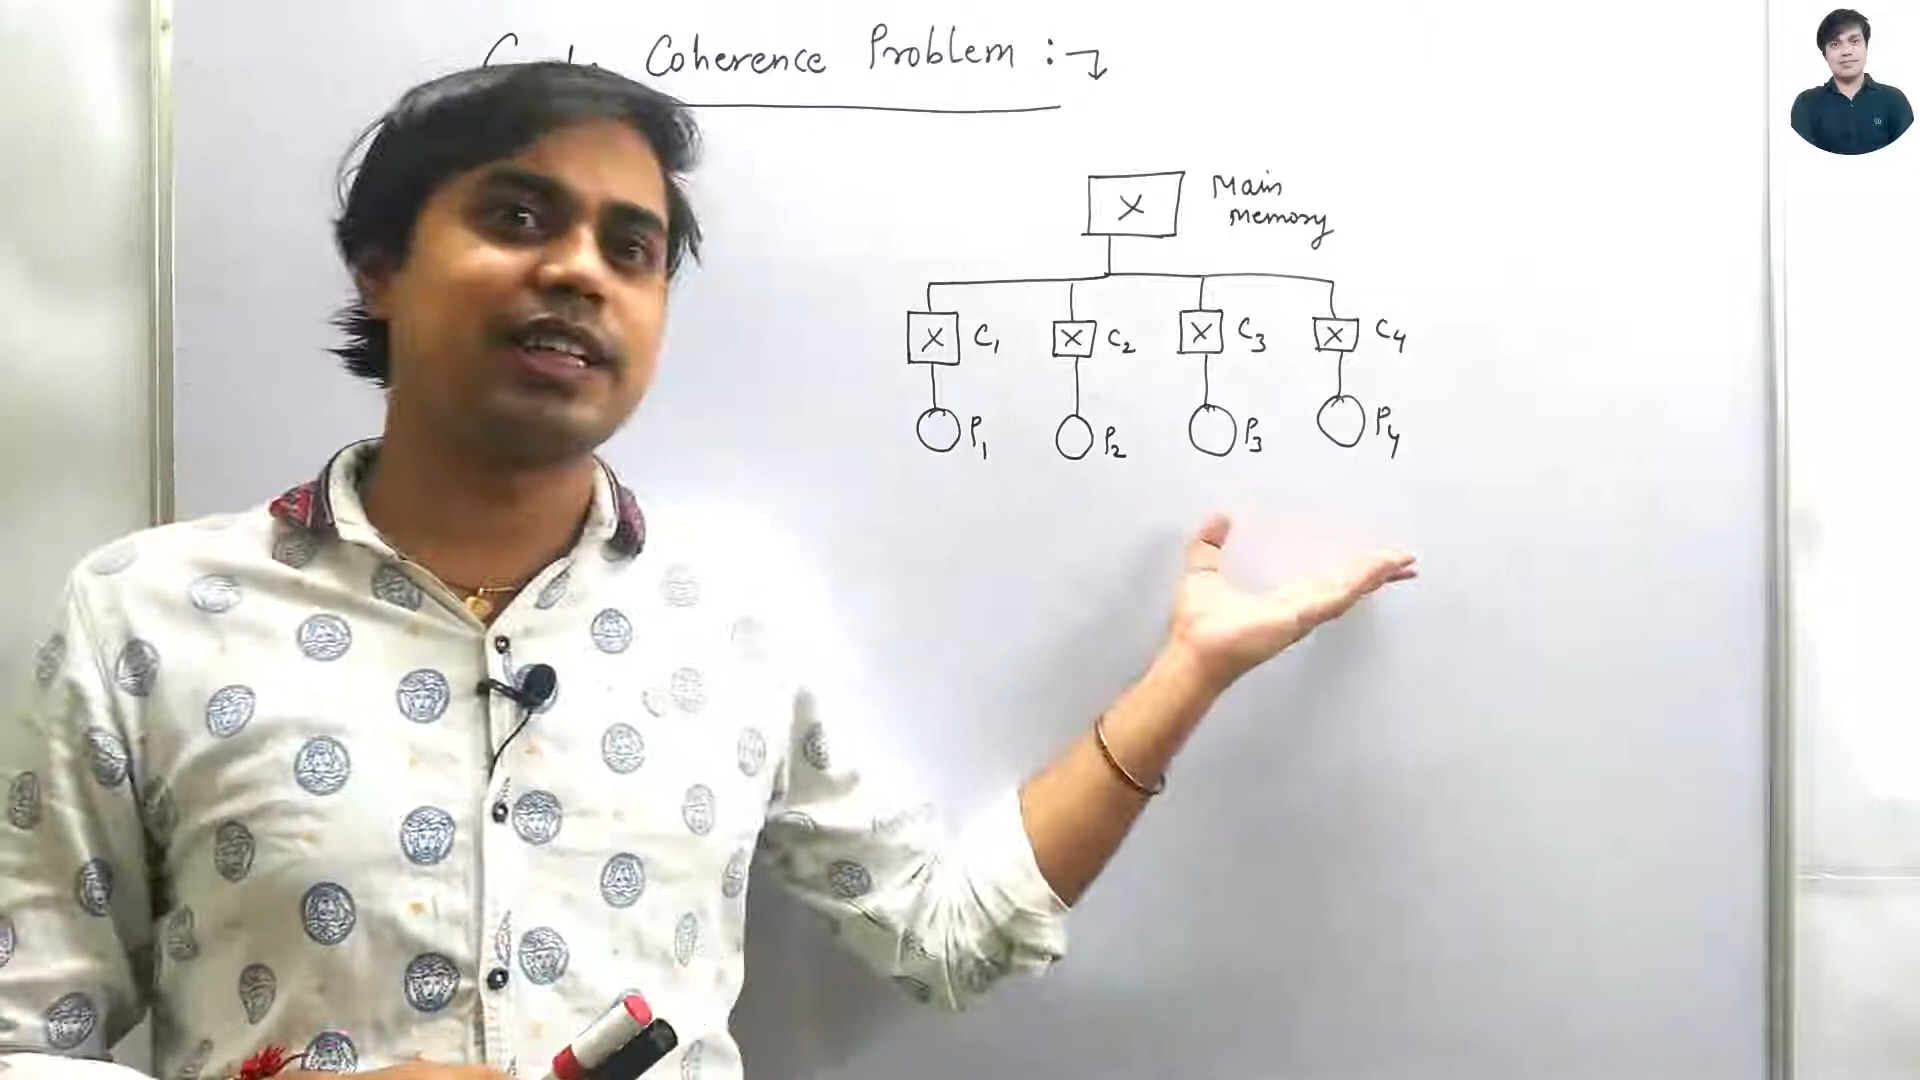 Coherence Problem :
X Main
Memory
X C1 X C2 X C3 X C4
P1 P2 P3 P4